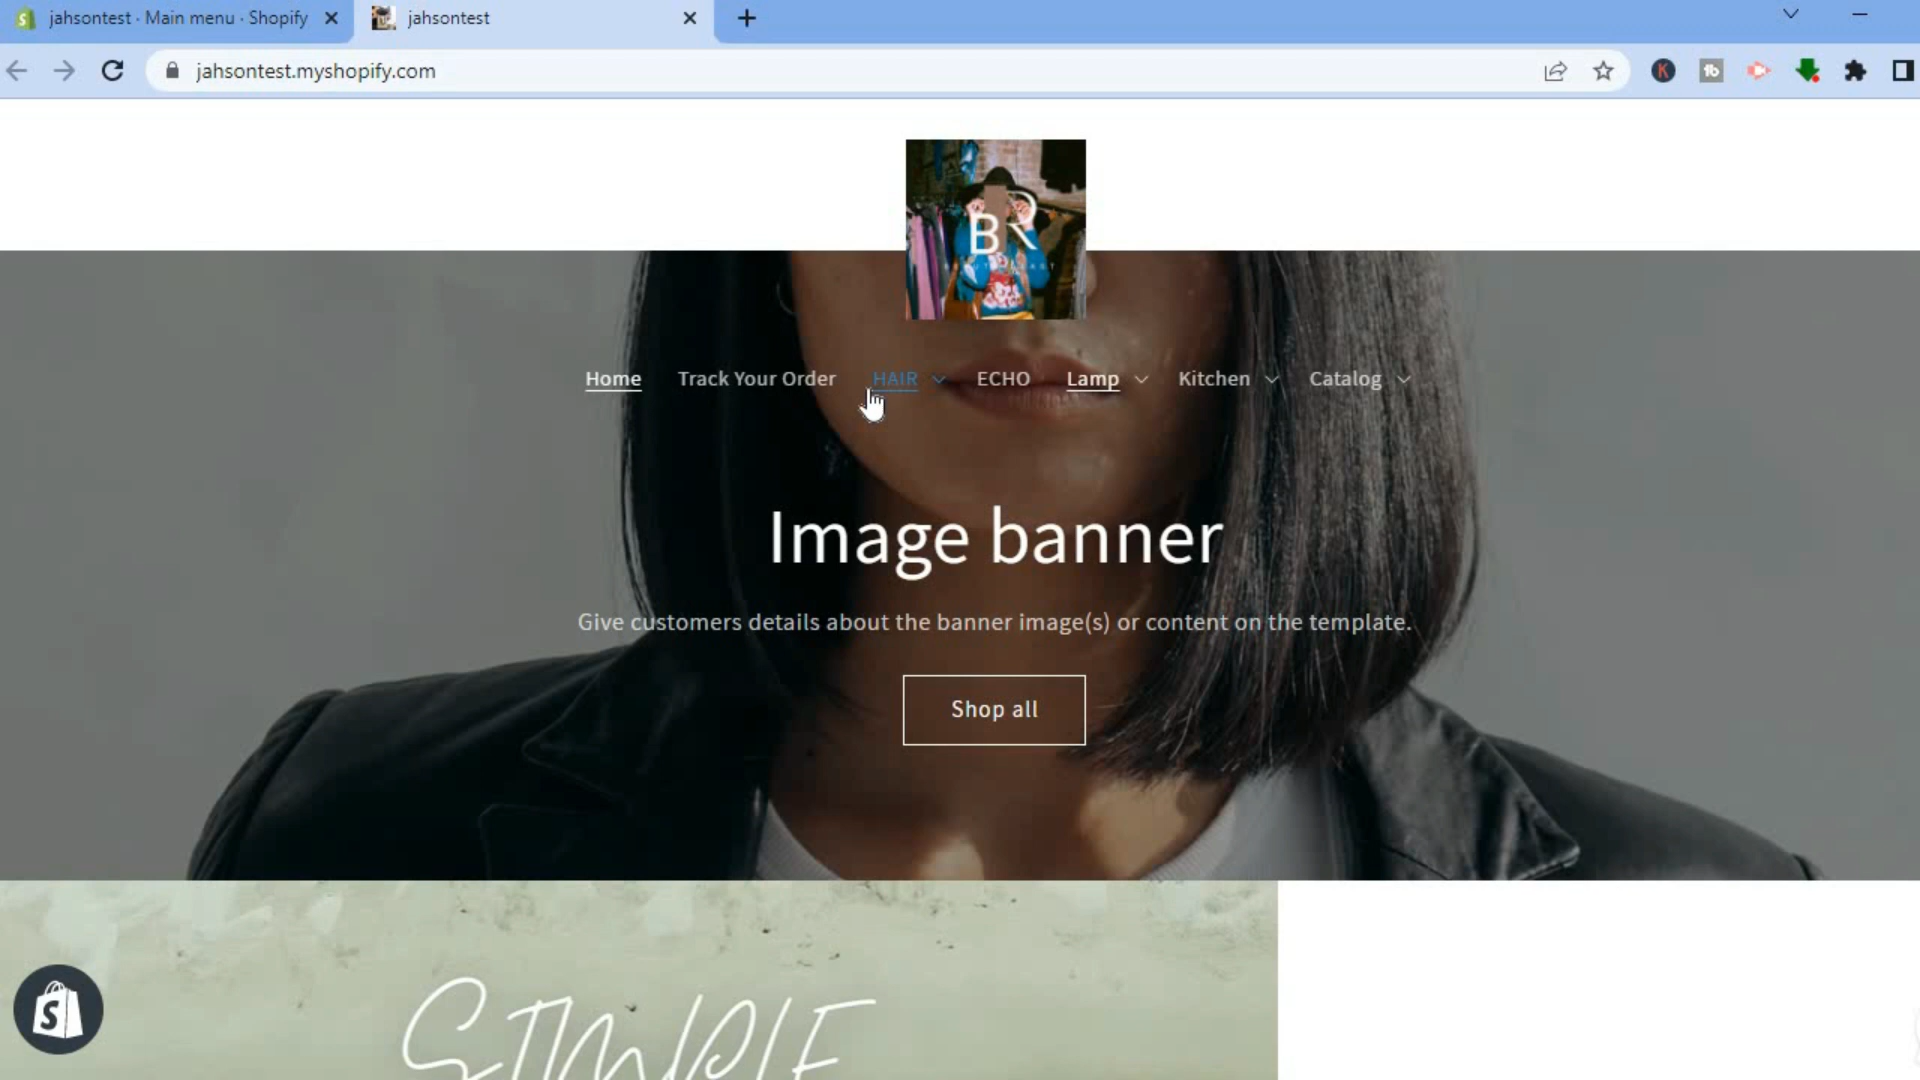 jahsontest · Main menu · Shopify
jahsontest
jahsontest.myshopify.com
BR
Home Track Your Order HAIR ECHO Lamp Kitchen Catalog
Image banner
Give customers details about the banner image(s) or content on the template.
Shop all
SIMPLE